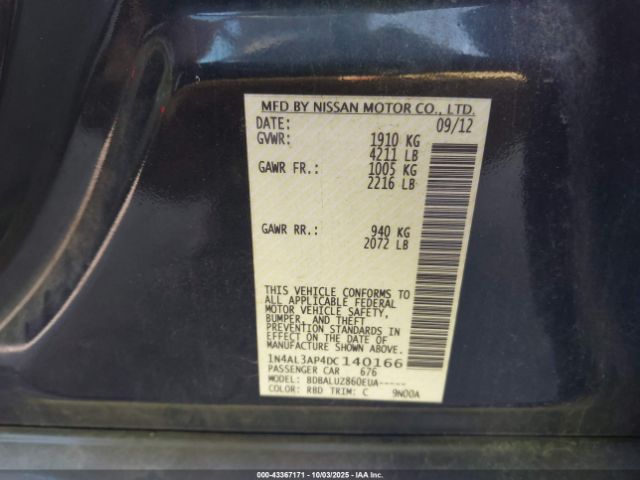 MFD BY NISSAN MOTOR CO., LTD.
DATE: 09/12
GVWR: 1910 KG
4211 LB
GAWR FR.: 1005 KG
2216 LB
GAWR RR.: 940 KG
2072 LB
THIS VEHICLE CONFORMS TO
ALL APPLICABLE FEDERAL
MOTOR VEHICLE SAFETY,
BUMPER, AND THEFT
PREVENTION STANDARDS IN
EFFECT ON THE DATE OF
MANUFACTURE SHOWN ABOVE.
1N4AL3AP4DC140166
PASSENGER CAR 676
MODEL: BDBALUZ860EUA-----
COLOR: RBD TRIM: C 9N00A
000-43367171 - 10/03/2025 - IAA Inc.